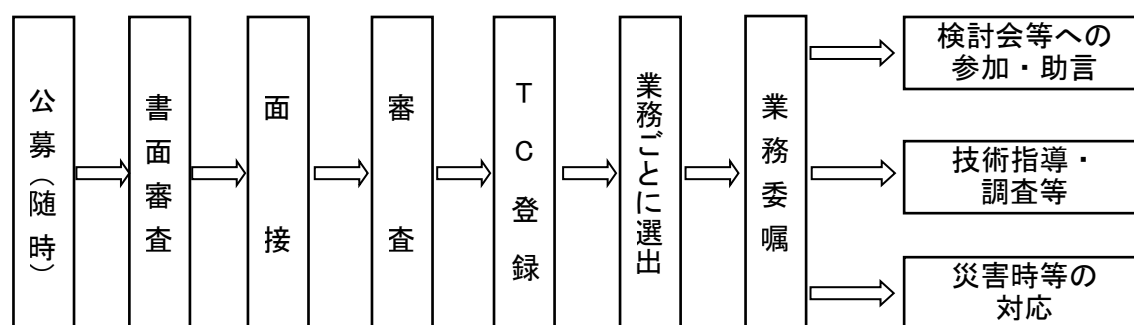 公募（随時）
書面審査
面接
審査
TC登録
業務ごとに選出
業務委嘱
検討会等への
参加・助言
技術指導・
調査等
災害時等の
対応